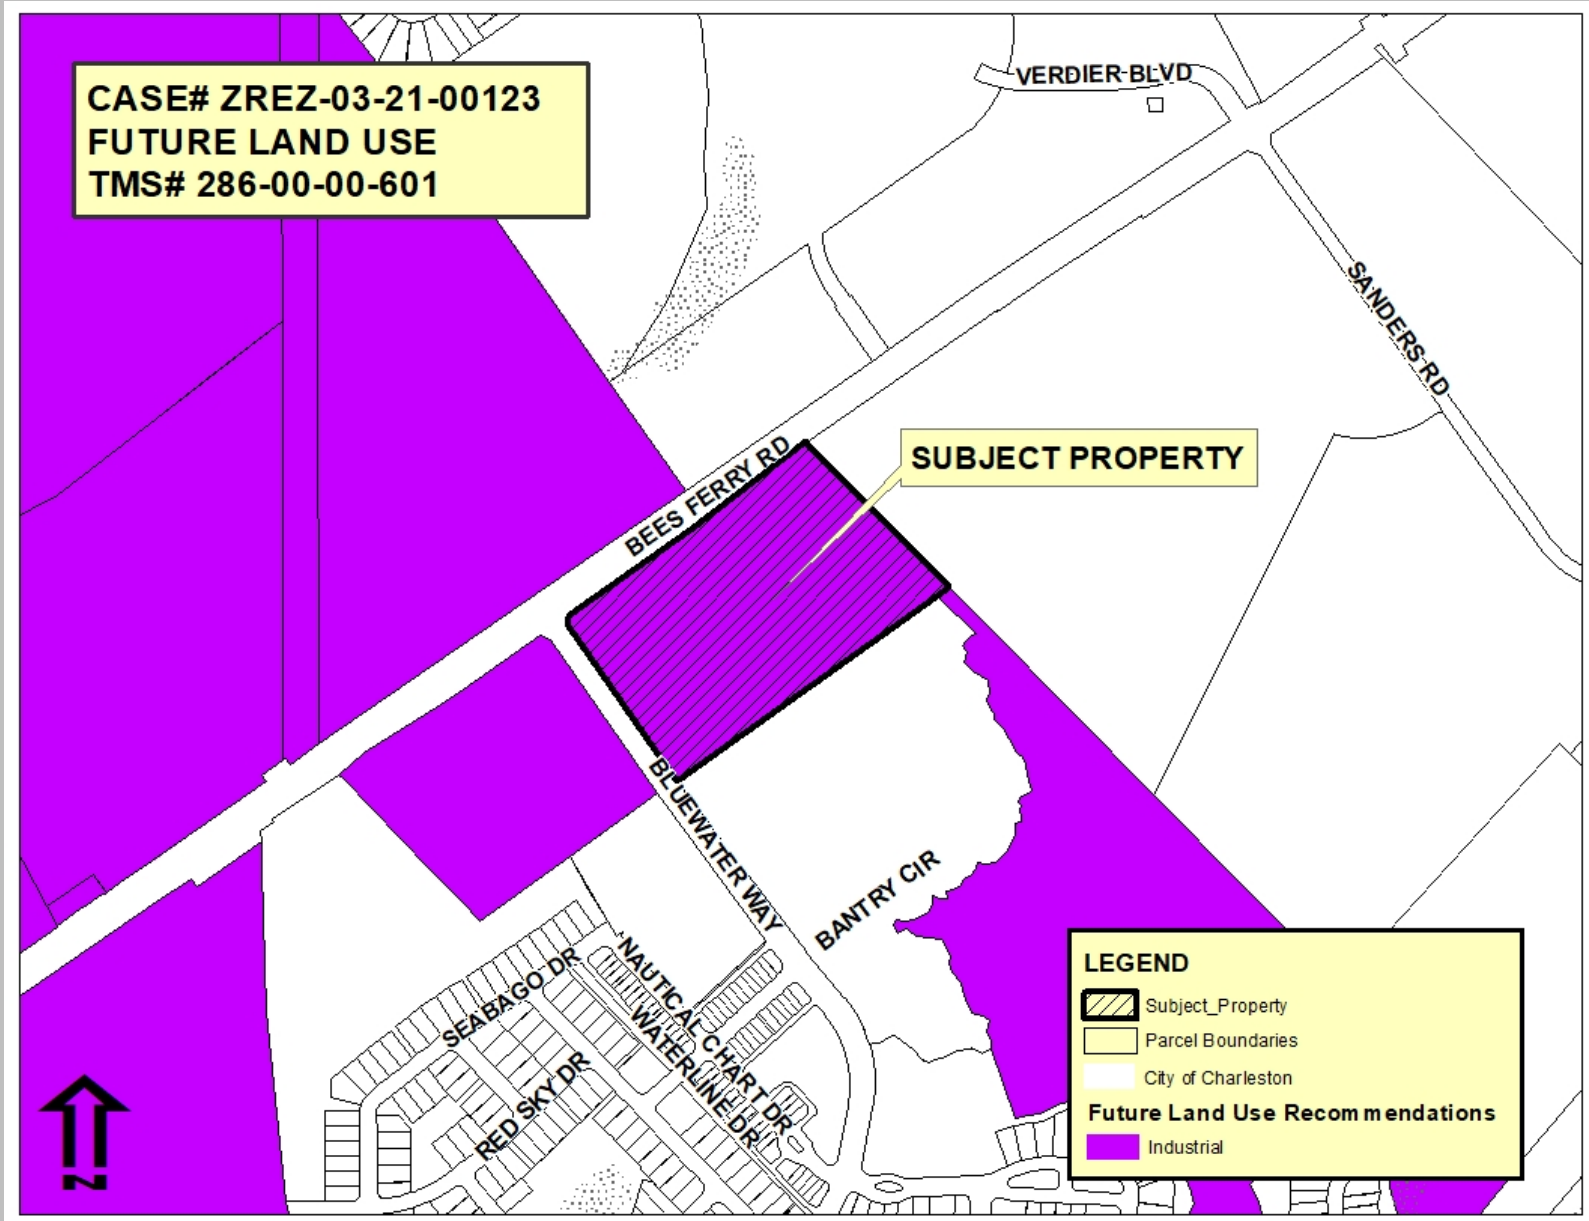 CASE# ZREZ-03-21-00123
FUTURE LAND USE
TMS# 286-00-00-601
VERDIER BLVD
SANDERS RD
BEES FERRY RD
SUBJECT PROPERTY
BLUEWATER WAY
BANTRY CIR
SEABAGO DR
NAUTICAL CHART DR
WATERLINE DR
RED SKY DR
N
LEGEND
Subject_Property
Parcel Boundaries
City of Charleston
Future Land Use Recommendations
Industrial